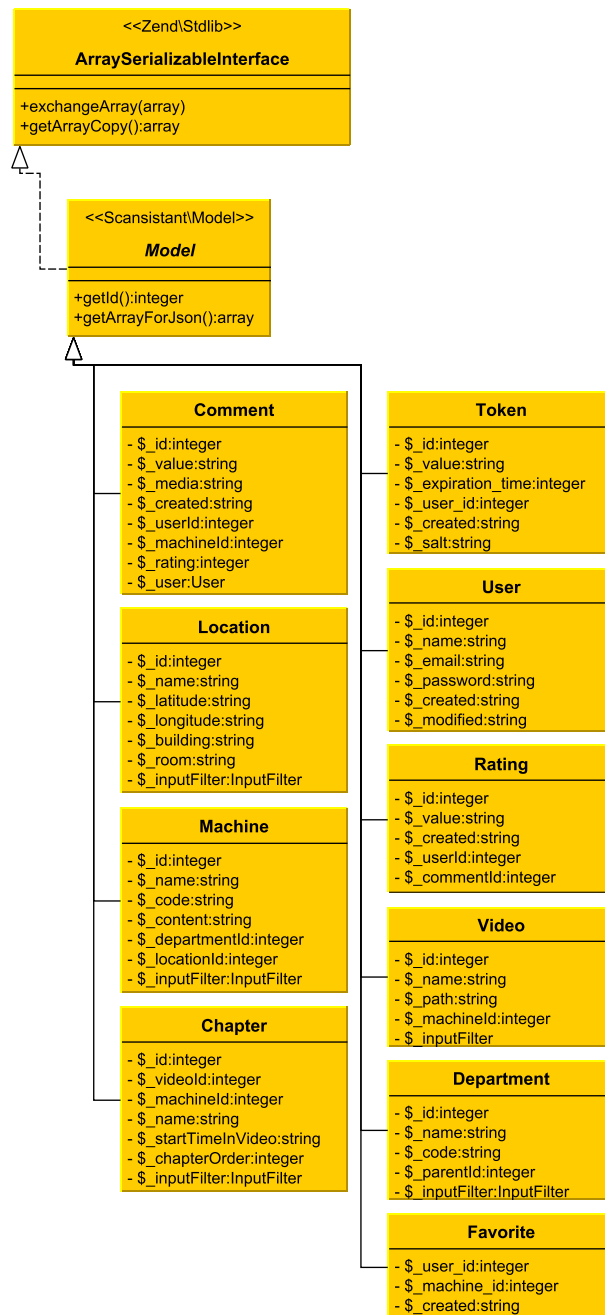 <<Zend\Stdlib>>
ArraySerializableInterface
+exchangeArray(array)
+getArrayCopy():array
<<Scansistant\Model>>
Model
+getId():integer
+getArrayForJson():array
Comment
- $_id:integer
- $_value:string
- $_media:string
- $_created:string
- $_userId:integer
- $_machineId:integer
- $_rating:integer
- $_user:User
Location
- $_id:integer
- $_name:string
- $_latitude:string
- $_longitude:string
- $_building:string
- $_room:string
- $_inputFilter:InputFilter
Machine
- $_id:integer
- $_name:string
- $_code:string
- $_content:string
- $_departmentId:integer
- $_locationId:integer
- $_inputFilter:InputFilter
Chapter
- $_id:integer
- $_videoId:integer
- $_machineId:integer
- $_name:string
- $_startTimeInVideo:string
- $_chapterOrder:integer
- $_inputFilter:InputFilter
Token
- $_id:integer
- $_value:string
- $_expiration_time:integer
- $_user_id:integer
- $_created:string
- $_salt:string
User
- $_id:integer
- $_name:string
- $_email:string
- $_password:string
- $_created:string
- $_modified:string
Rating
- $_id:integer
- $_value:string
- $_created:string
- $_userId:integer
- $_commentId:integer
Video
- $_id:integer
- $_name:string
- $_path:string
- $_machineId:integer
- $_inputFilter
Department
- $_id:integer
- $_name:string
- $_code:string
- $_parentId:integer
- $_inputFilter:InputFilter
Favorite
- $_user_id:integer
- $_machine_id:integer
- $_created:string